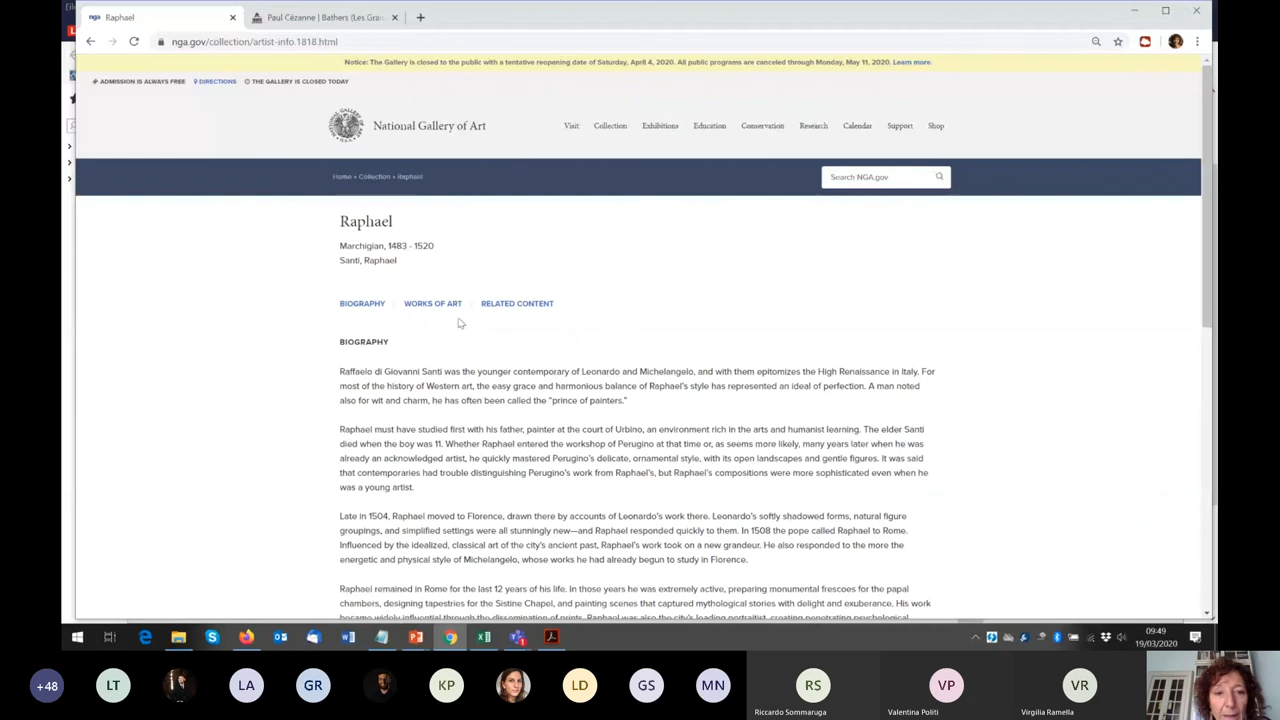 Raphael
Paul Cézanne | Bathers (Les Gran
nga.gov/collection/artist-info.1818.html
Notice: The Gallery is closed to the public with a tentative reopening date of Saturday, April 4, 2020. All public programs are canceled through Monday, May 11, 2020. Learn more.
# ADMISSION IS ALWAYS FREE DIRECTIONS THE GALLERY IS CLOSED TODAY
National Gallery of Art
Visit Collection Exhibitions Education Conservation Research Calendar Support Shop
Home » Collection » Raphael
Search NGA.gov
Raphael
Marchigian, 1483 - 1520
Santi, Raphael
BIOGRAPHY WORKS OF ART RELATED CONTENT
BIOGRAPHY
Raffaelo di Giovanni Santi was the younger contemporary of Leonardo and Michelangelo, and with them epitomizes the High Renaissance in Italy. For
most of the history of Western art, the easy grace and harmonious balance of Raphael's style has represented an ideal of perfection. A man noted
also for wit and charm, he has often been called the "prince of painters."
Raphael must have studied first with his father, painter at the court of Urbino, an environment rich in the arts and humanist learning. The elder Santi
died when the boy was 11. Whether Raphael entered the workshop of Perugino at that time or, as seems more likely, many years later when he was
already an acknowledged artist, he quickly mastered Perugino's delicate, ornamental style, with its open landscapes and gentle figures. It was said
that contemporaries had trouble distinguishing Perugino's work from Raphael's, but Raphael's compositions were more sophisticated even when he
was a young artist.
Late in 1504, Raphael moved to Florence, drawn there by accounts of Leonardo's work there. Leonardo's softly shadowed forms, natural figure
groupings, and simplified settings were all stunningly new—and Raphael responded quickly to them. In 1508 the pope called Raphael to Rome.
Influenced by the idealized, classical art of the city's ancient past, Raphael's work took on a new grandeur. He also responded to the more the
energetic and physical style of Michelangelo, whose works he had already begun to study in Florence.
Raphael remained in Rome for the last 12 years of his life. In those years he was extremely active, preparing monumental frescoes for the papal
chambers, designing tapestries for the Sistine Chapel, and painting scenes that captured mythological stories with delight and exuberance. His work
became widely influential through the dissemination of prints. Raphael was also the city's leading portraitist, creating penetrating psychological
09:49
19/03/2020
+48 LT LA GR KP LD GS MN RS VP VR
Riccardo Sommaruga Valentina Politi Virgilia Ramella